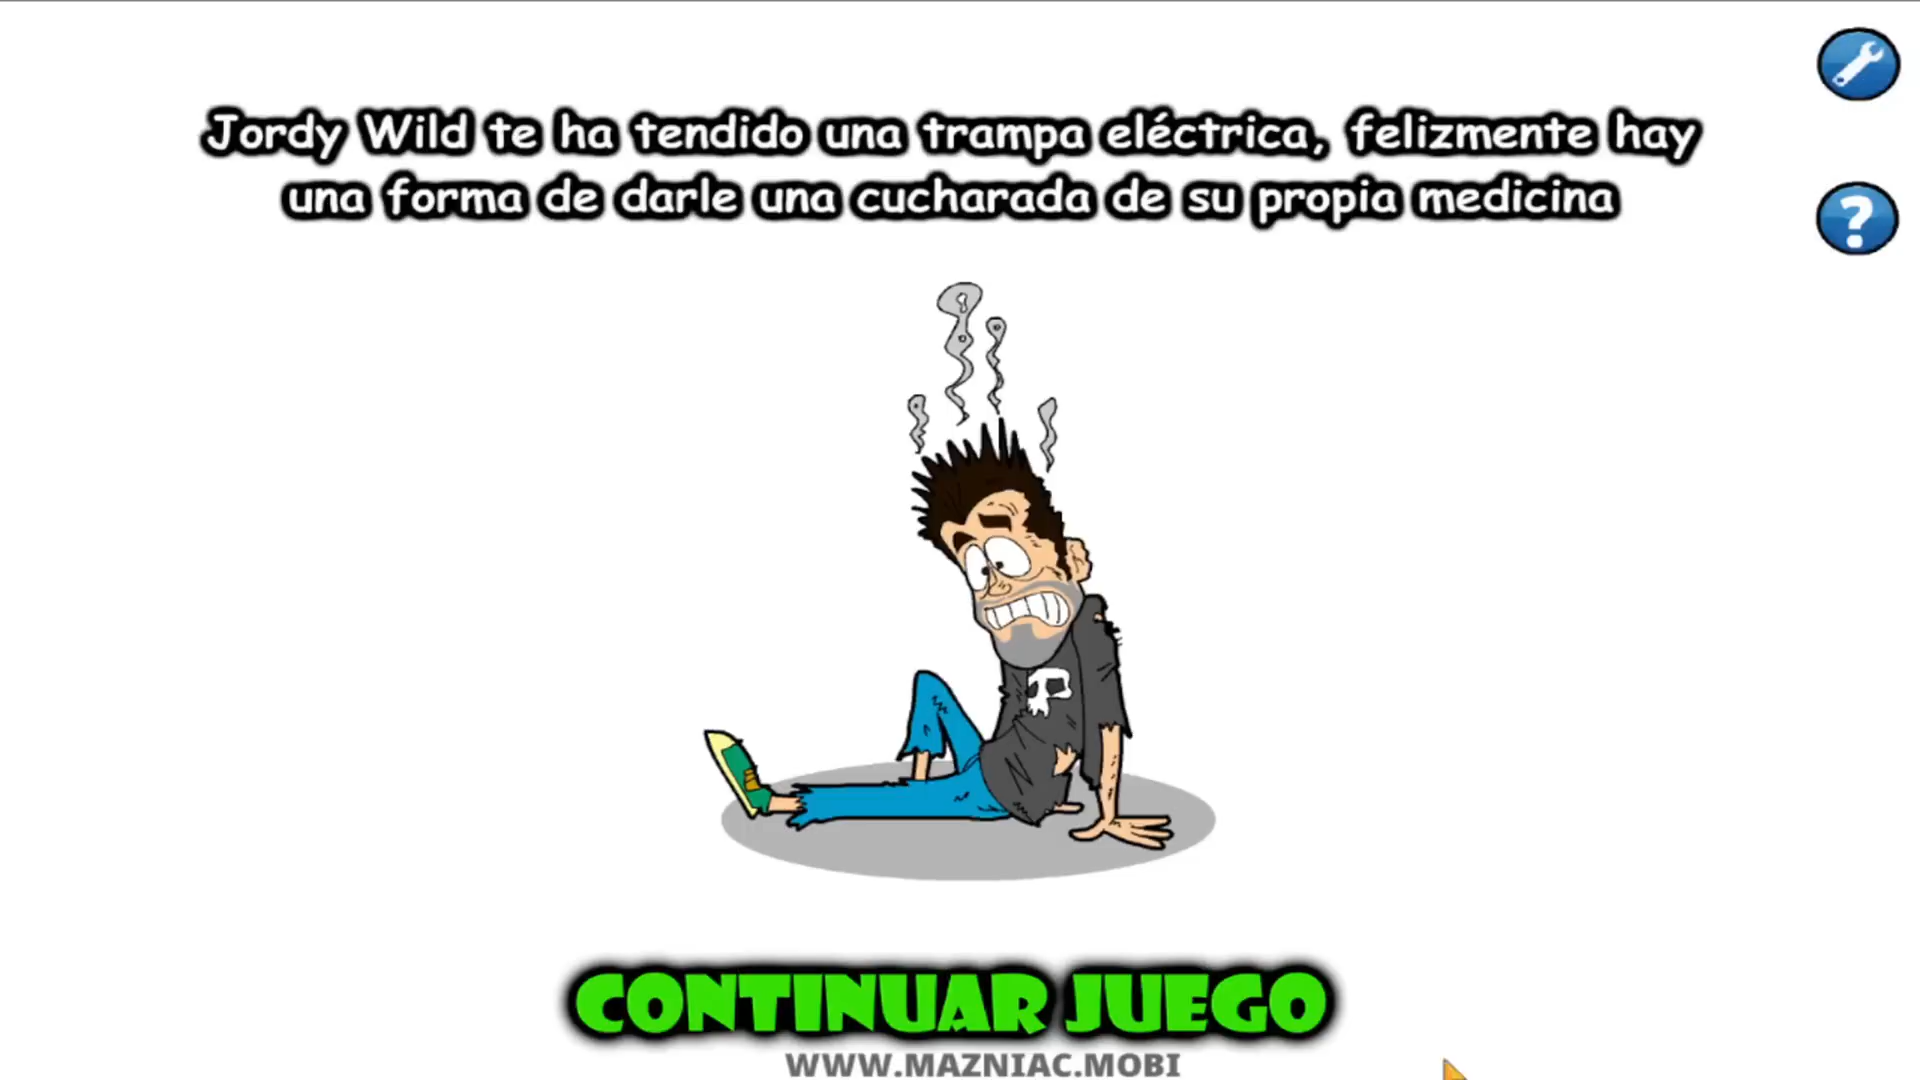 Jordy Wild te ha tendido una trampa eléctrica, felizmente hay
una forma de darle una cucharada de su propia medicina
?
CONTINUAR JUEGO
WWW.MAZNIAC.MOBI